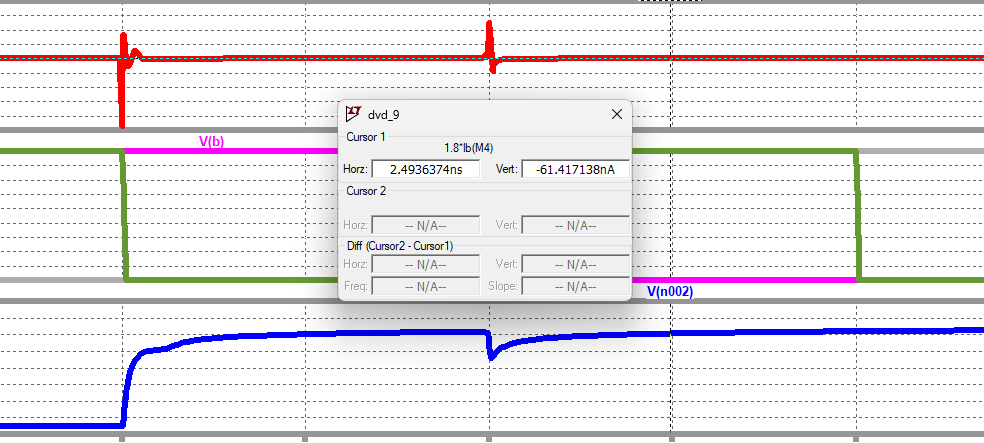 dvd_9
Cursor 1
1.8*Ib(M4)
Horz: 2.4936374ns Vert: -61.417138nA
Cursor 2
Horz: -- N/A-- Vert: -- N/A--
Diff (Cursor2 - Cursor1)
Horz: -- N/A-- Vert: -- N/A--
Freq: -- N/A-- Slope: -- N/A--
V(b)
V(n002)